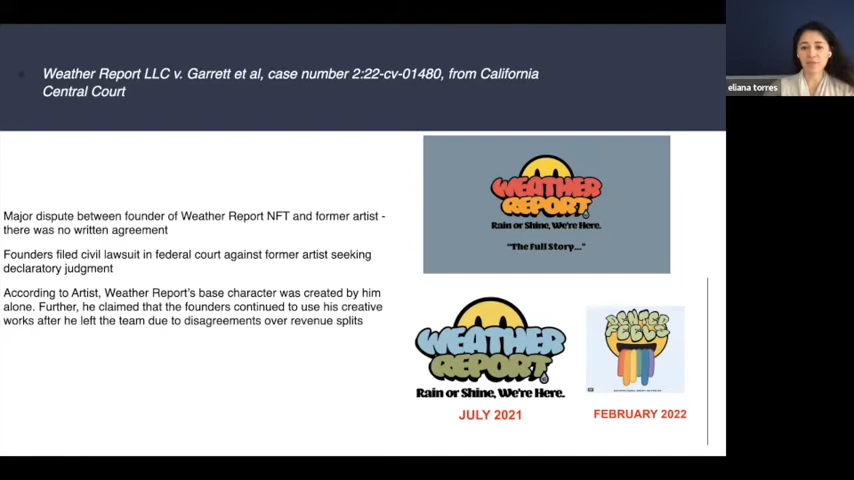 Weather Report LLC v. Garrett et al, case number 2:22-cv-01480, from California
Central Court
eliana torres
Major dispute between founder of Weather Report NFT and former artist -
there was no written agreement
Founders filed civil lawsuit in federal court against former artist seeking
declaratory judgment
According to Artist, Weather Report's base character was created by him
alone. Further, he claimed that the founders continued to use his creative
works after he left the team due to disagreements over revenue splits
WEATHER
REPORT
Rain or Shine, We're Here.
"The Full Story..."
WEATHER
REPORT
Rain or Shine, We're Here.
JULY 2021
FEELS
FEBRUARY 2022